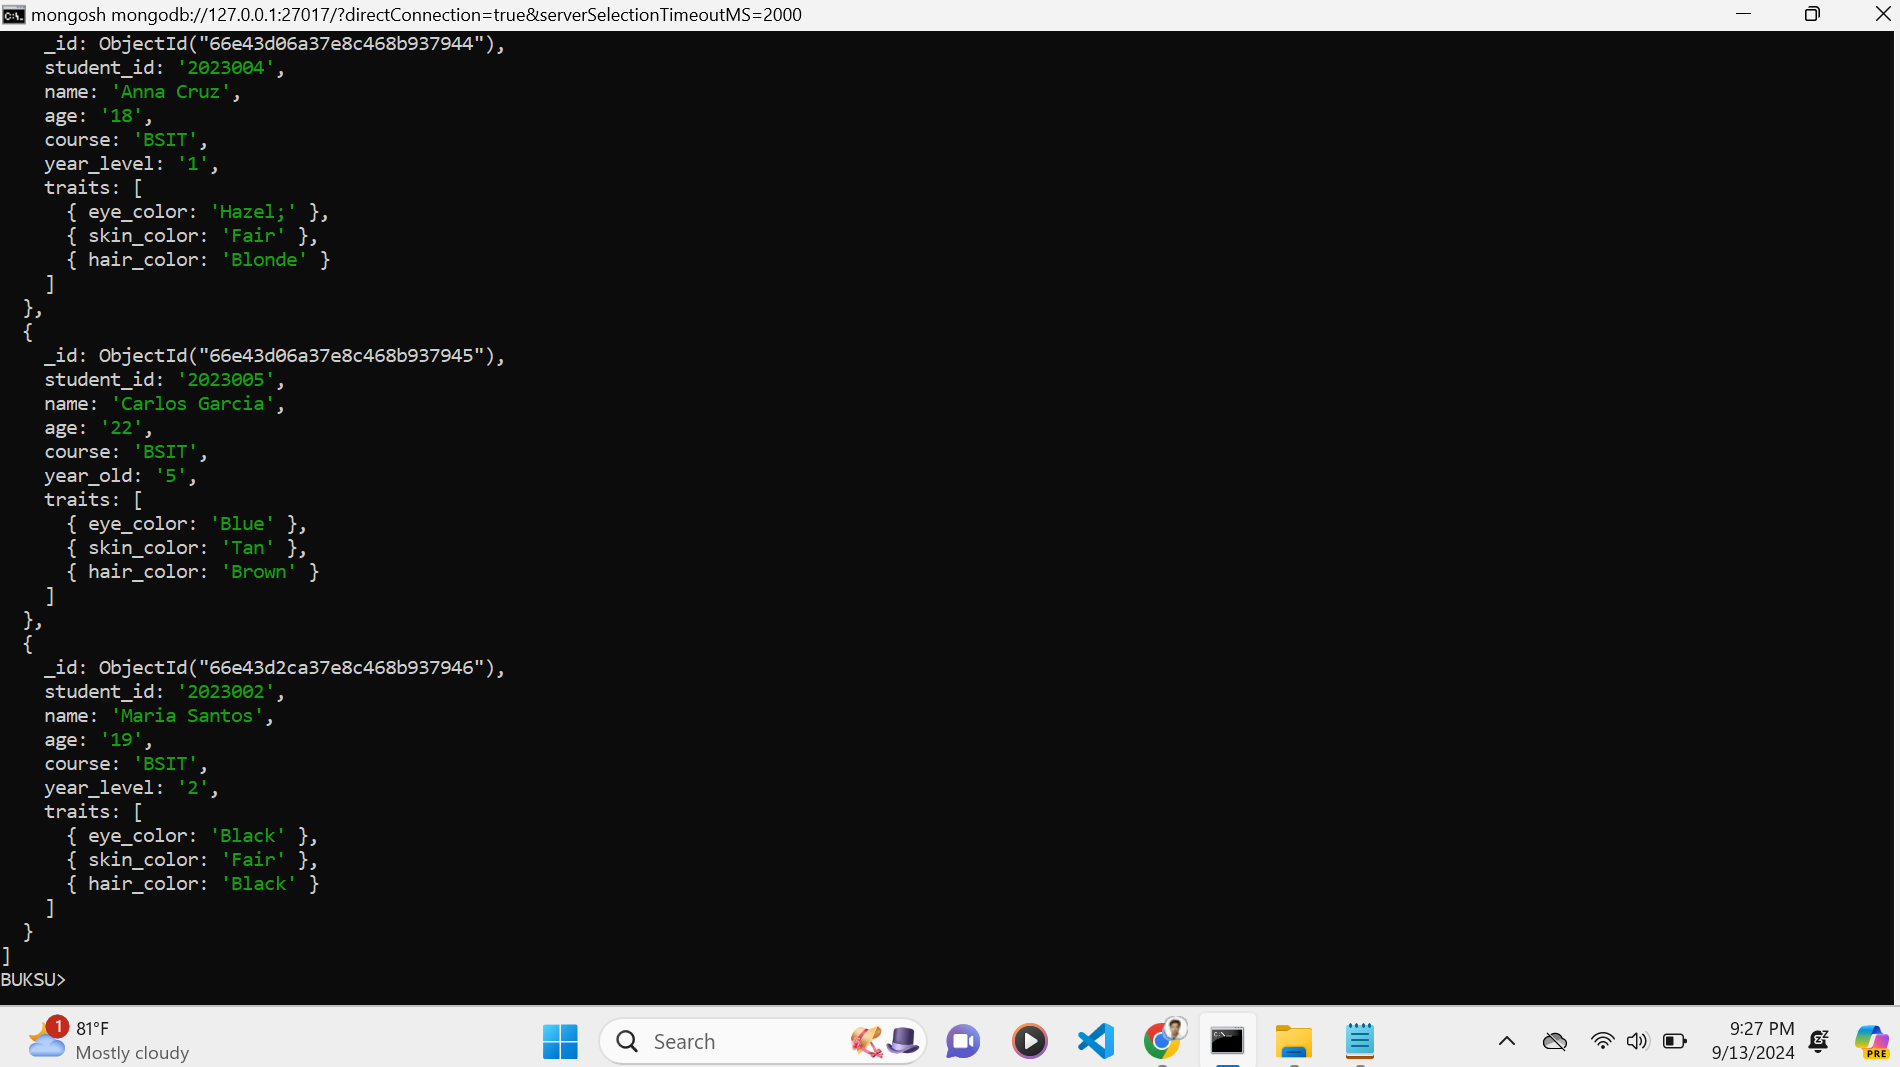 mongosh mongodb://127.0.0.1:27017/?directConnection=true&serverSelectionTimeoutMS=2000
_id: ObjectId("66e43d06a37e8c468b937944"),
student_id: '2023004',
name: 'Anna Cruz',
age: '18',
course: 'BSIT',
year_level: '1',
traits: [
{ eye_color: 'Hazel;' },
{ skin_color: 'Fair' },
{ hair_color: 'Blonde' }
]
},
{
_id: ObjectId("66e43d06a37e8c468b937945"),
student_id: '2023005',
name: 'Carlos Garcia',
age: '22',
course: 'BSIT',
year_old: '5',
traits: [
{ eye_color: 'Blue' },
{ skin_color: 'Tan' },
{ hair_color: 'Brown' }
]
},
{
_id: ObjectId("66e43d2ca37e8c468b937946"),
student_id: '2023002',
name: 'Maria Santos',
age: '19',
course: 'BSIT',
year_level: '2',
traits: [
{ eye_color: 'Black' },
{ skin_color: 'Fair' },
{ hair_color: 'Black' }
]
}
]
BUKSU>
1
81°F
Mostly cloudy
Search
9:27 PM
9/13/2024
PRE